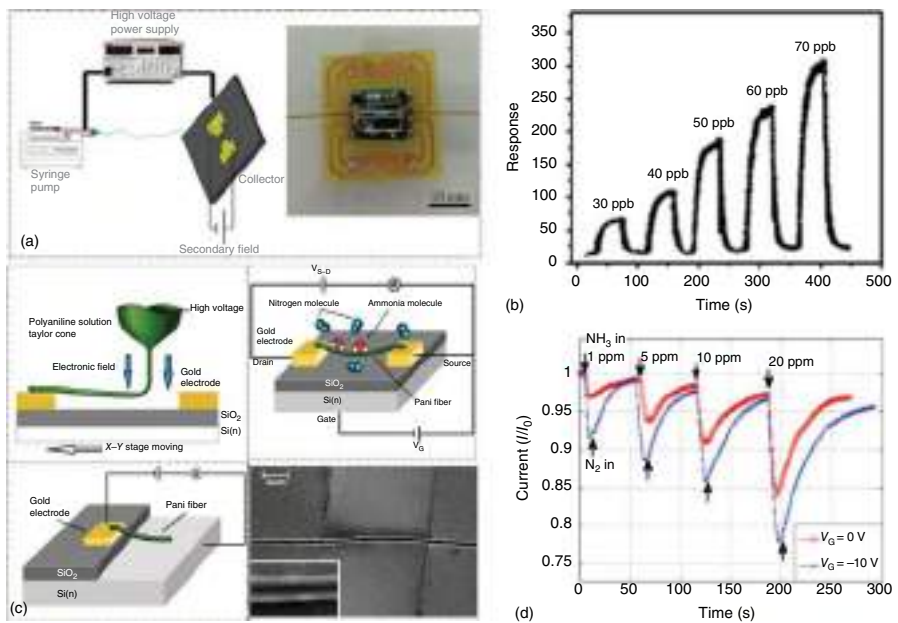 High voltage
power supply
Syringe
pump
Collector
Secondary field
(a)
Response
350
300
250
200
150
100
50
0
30 ppb
40 ppb
50 ppb
60 ppb
70 ppb
0 100 200 300 400 500
Time (s)
(b)
Polyaniline solution
taylor cone
High voltage
Electronic field
Gold
electrode
SiO2
Si(n)
X–Y stage moving
VS–D
Nitrogen molecule
Ammonia molecule
Gold
electrode
Drain
Source
SiO2
Si(n)
Pani fiber
Gate
VG
Gold
electrode
Pani fiber
SiO2
Si(n)
(c)
Current (I/I0)
1
0.95
0.9
0.85
0.8
0.75
NH3 in
1 ppm
5 ppm
10 ppm
20 ppm
N2 in
VG = 0 V
VG = −10 V
0 50 100 150 200 250 300
Time (s)
(d)